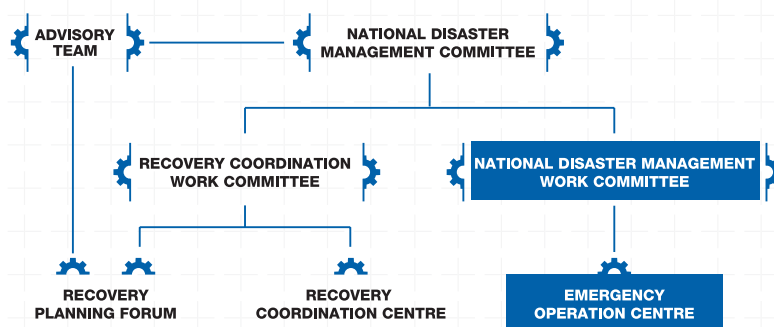 ADVISORY
TEAM
NATIONAL DISASTER
MANAGEMENT COMMITTEE
RECOVERY COORDINATION
WORK COMMITTEE
NATIONAL DISASTER MANAGEMENT
WORK COMMITTEE
RECOVERY
PLANNING FORUM
RECOVERY
COORDINATION CENTRE
EMERGENCY
OPERATION CENTRE